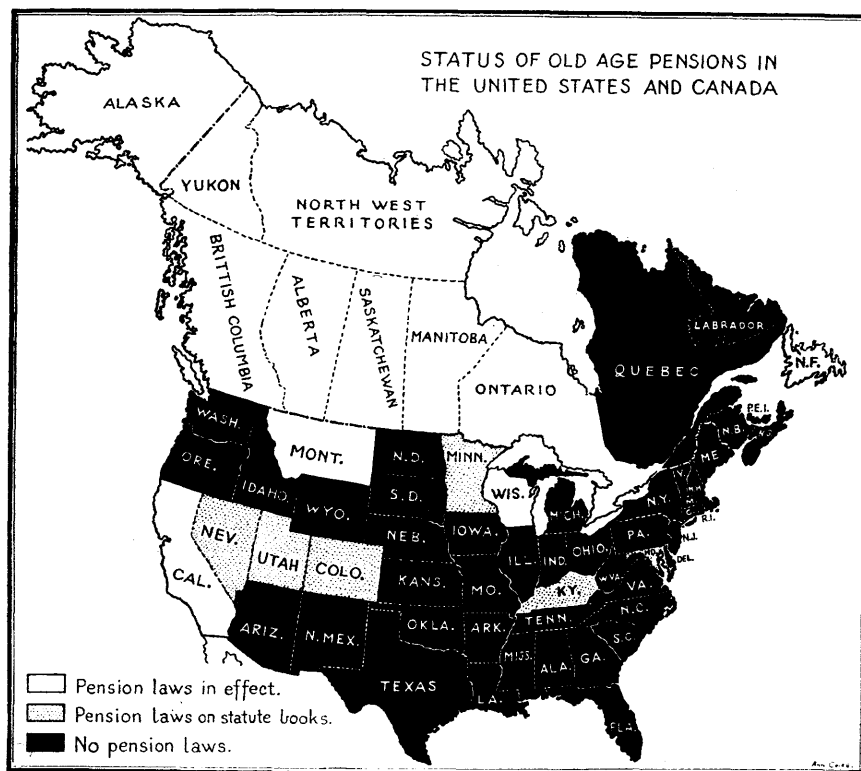 STATUS OF OLD AGE PENSIONS IN
THE UNITED STATES AND CANADA
ALASKA
YUKON
NORTH WEST
TERRITORIES
BRITTISH COLUMBIA
ALBERTA
SASKATCHEWAN
MANITOBA
ONTARIO
QUEBEC
LABRADOR
N.F.
P.E.I.
N.B.
N.S.
WASH.
MONT.
N.D.
MINN.
ME.
ORE.
IDAHO.
WYO.
S.D.
WIS.
MICH.
N.Y.
R.I.
NEV.
NEB.
IOWA.
PA.
N.J.
UTAH
COLO.
ILL.
IND.
OHIO.
DEL.
CAL.
KANS.
MO.
KY.
W.VA.
VA.
ARIZ.
N.MEX.
OKLA.
ARK.
TENN.
N.C.
S.C.
TEXAS
LA.
MISS.
ALA.
GA.
FLA.
Pension laws in effect.
Pension laws on statute books.
No pension laws.